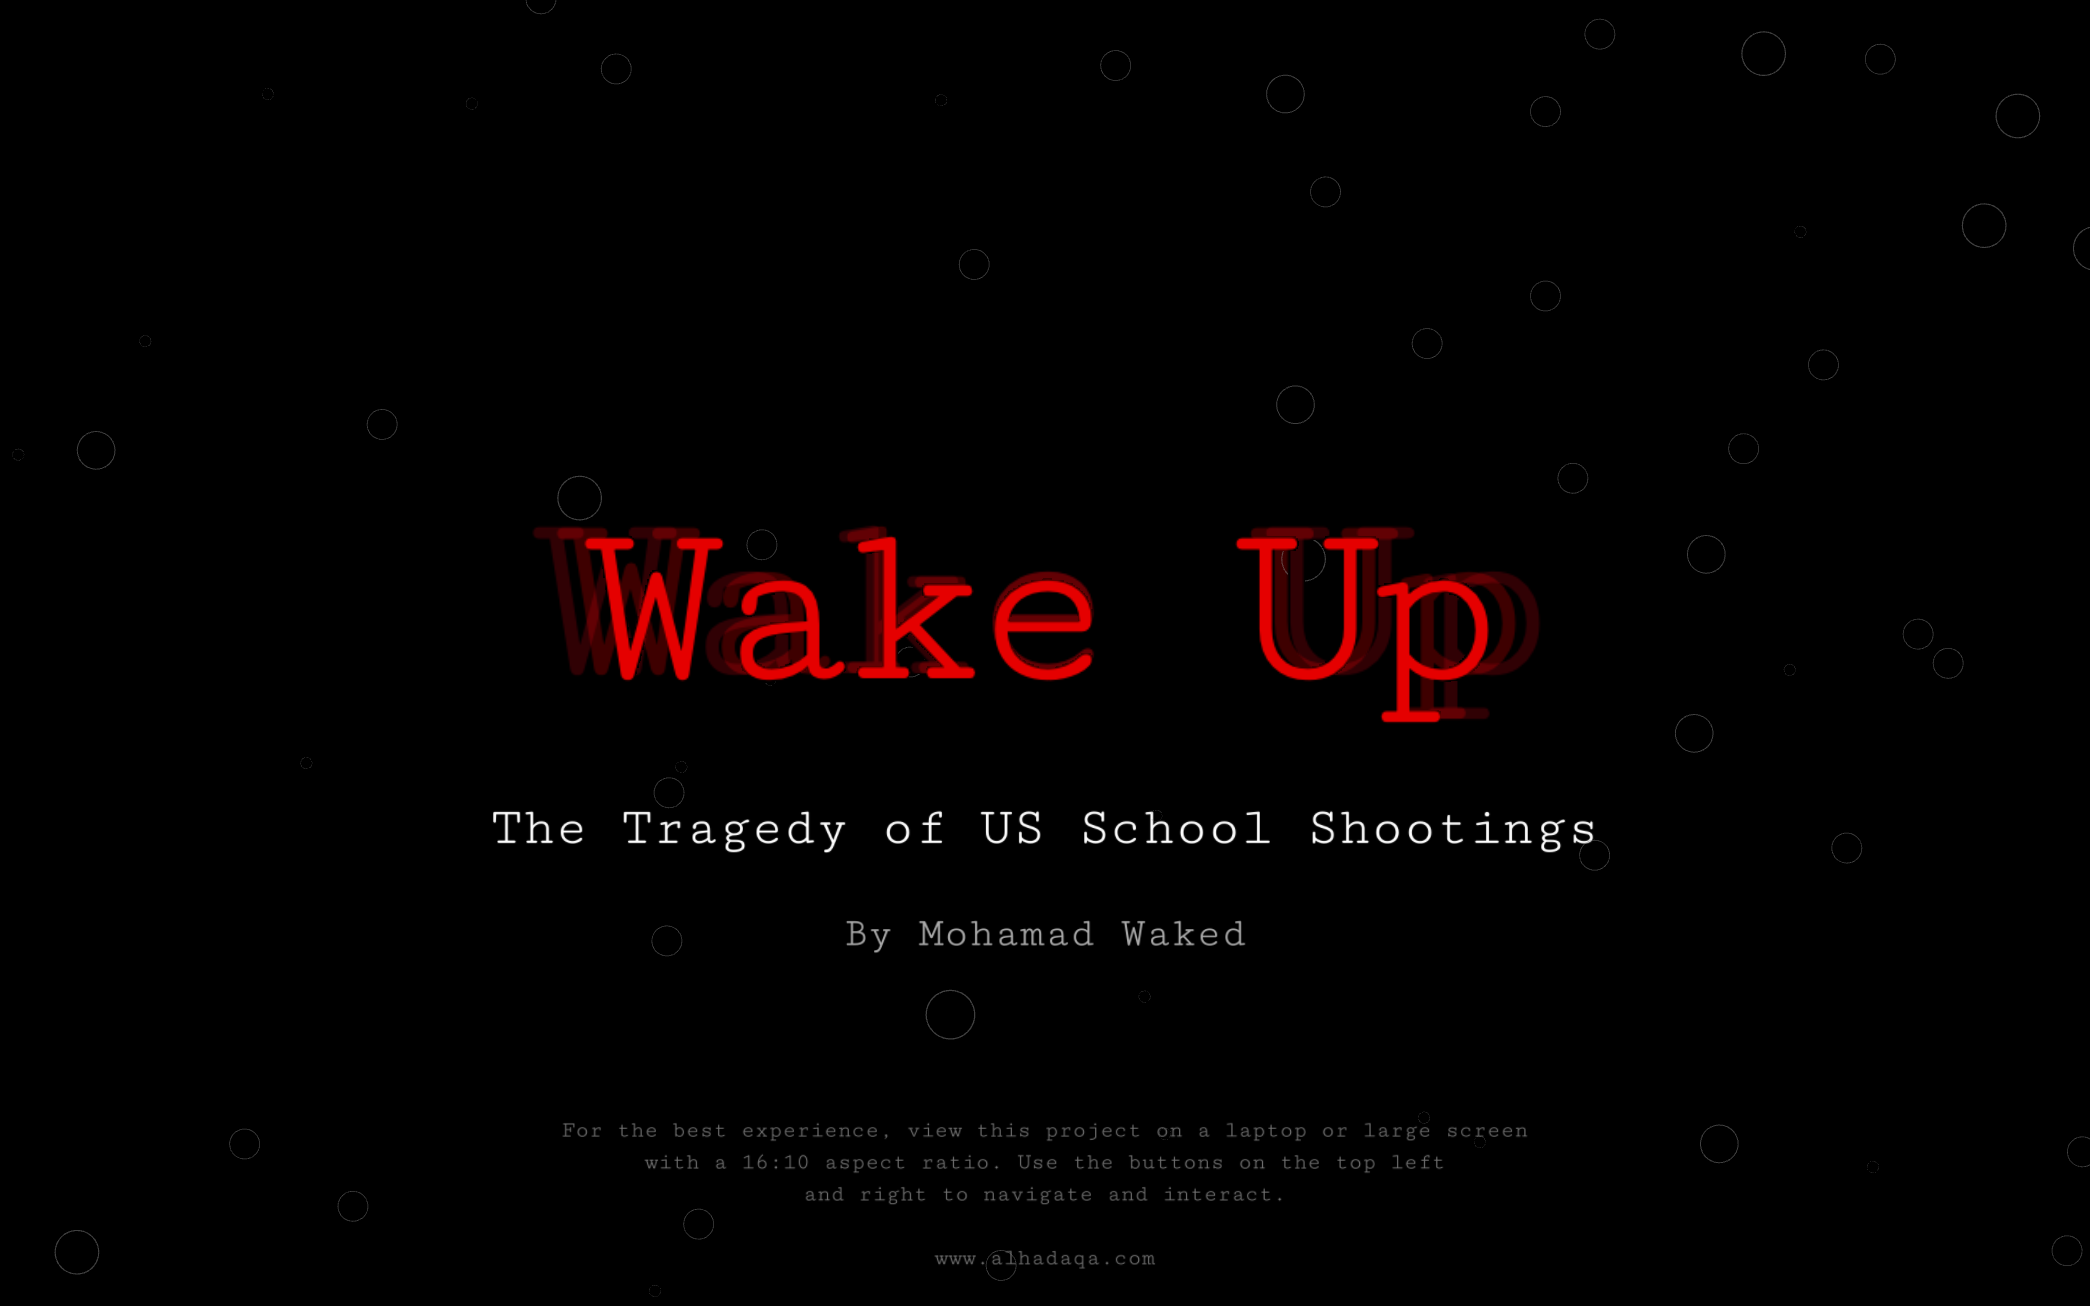 Wake Up
The Tragedy of US School Shootings
By Mohamad Waked
For the best experience, view this project on a laptop or large screen
with a 16:10 aspect ratio. Use the buttons on the top left
and right to navigate and interact.
www.alhadaqa.com